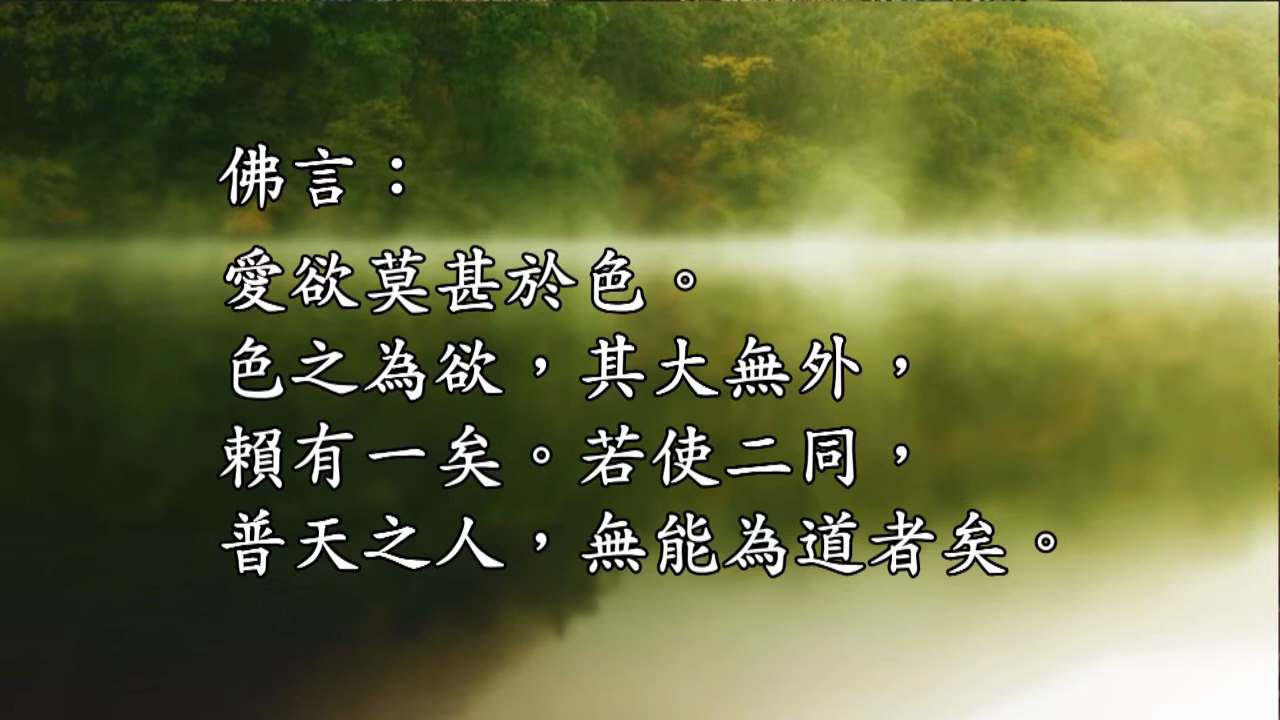 佛言：
愛欲莫甚於色。
色之為欲，其大無外，
賴有一矣。若使二同，
普天之人，無能為道者矣。